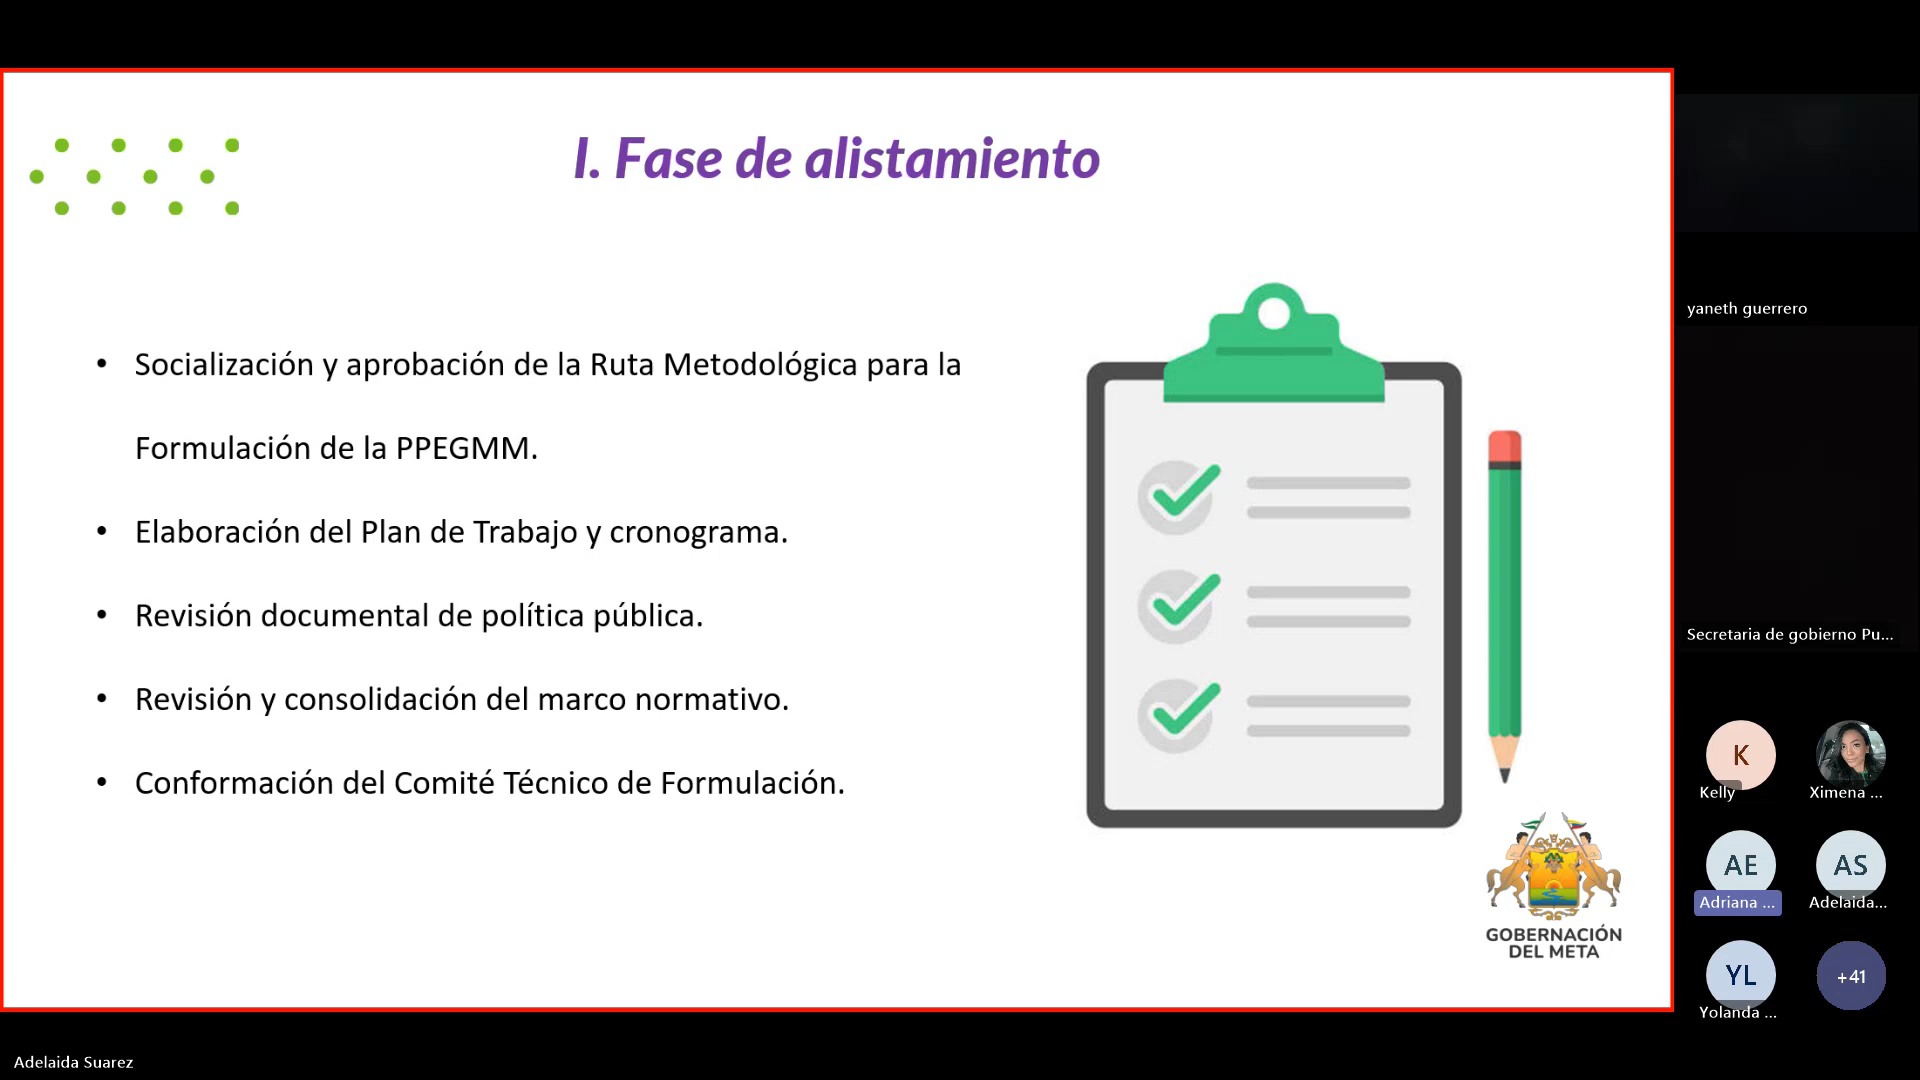 I. Fase de alistamiento
• Socialización y aprobación de la Ruta Metodológica para la
Formulación de la PPEGMM.
• Elaboración del Plan de Trabajo y cronograma.
• Revisión documental de política pública.
• Revisión y consolidación del marco normativo.
• Conformación del Comité Técnico de Formulación.
GOBERNACIÓN
DEL META
yaneth guerrero
Secretaria de gobierno Pu...
K
Kelly
Ximena ...
AE
Adriana ...
AS
Adelaida...
YL
Yolanda ...
+41
Adelaida Suarez